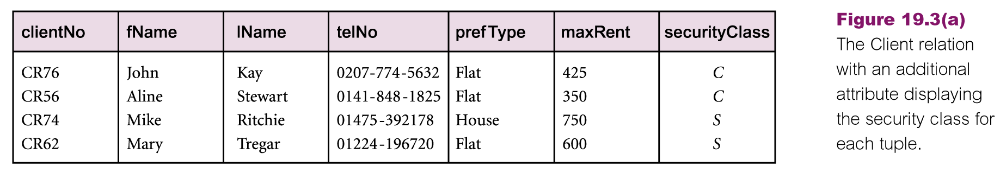 clientNo fName lName telNo prefType maxRent securityClass
CR76 John Kay 0207-774-5632 Flat 425 C
CR56 Aline Stewart 0141-848-1825 Flat 350 C
CR74 Mike Ritchie 01475-392178 House 750 S
CR62 Mary Tregar 01224-196720 Flat 600 S
Figure 19.3(a)
The Client relation
with an additional
attribute displaying
the security class for
each tuple.